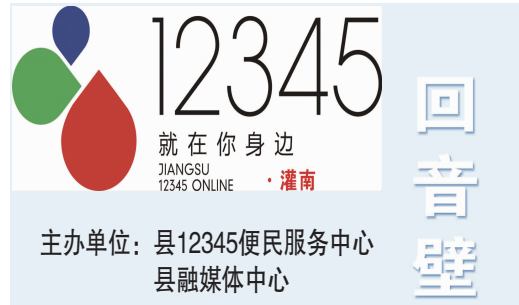 12345
就在你身边
JIANGSU
12345 ONLINE
·灌南
回音壁
主办单位：县12345便民服务中心
县融媒体中心